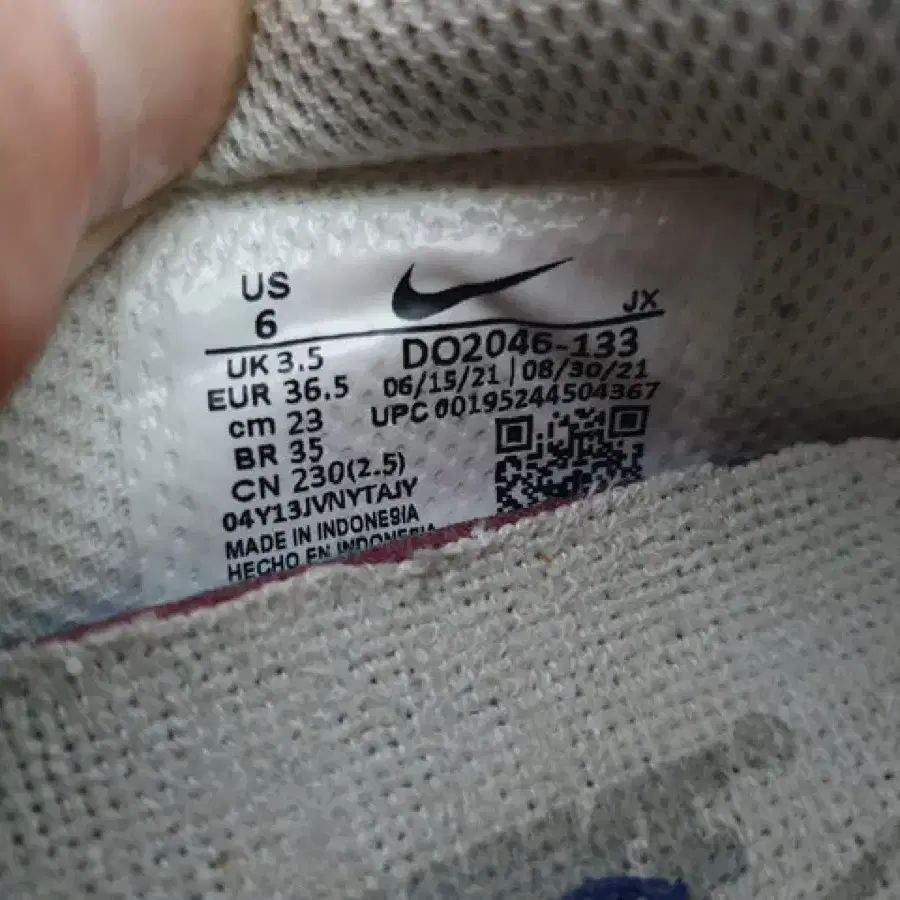 US
6
JX
UK 3.5
EUR 36.5
cm 23
BR 35
CN 230(2.5)
DO2046-133
06/15/21 | 08/30/21
UPC 00195244504367
04Y13JVNYTAJY
MADE IN INDONESIA
HECHO EN INDONESIA